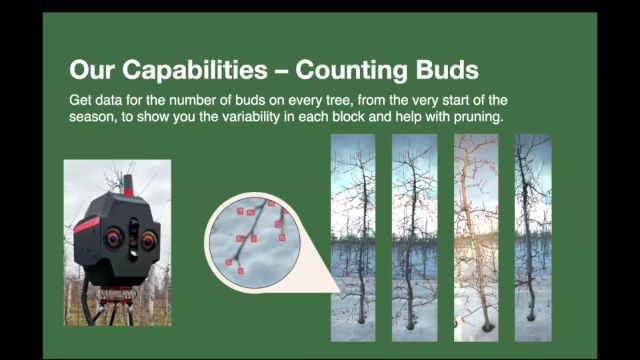 Our Capabilities – Counting Buds
Get data for the number of buds on every tree, from the very start of the
season, to show you the variability in each block and help with pruning.